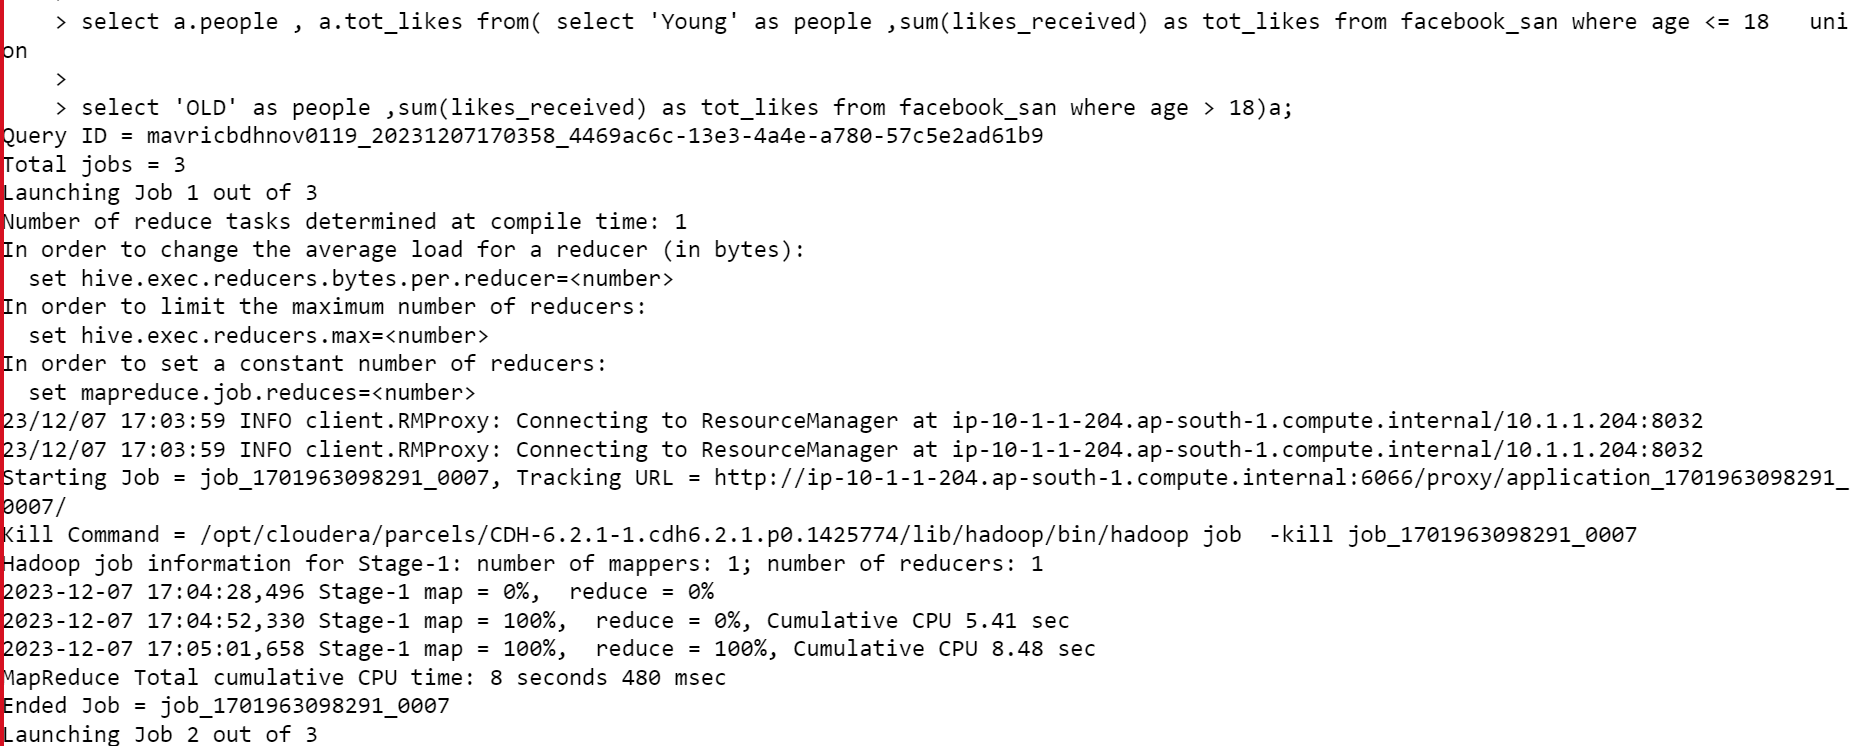 > select a.people , a.tot_likes from( select 'Young' as people ,sum(likes_received) as tot_likes from facebook_san where age <= 18   uni
on
>
> select 'OLD' as people ,sum(likes_received) as tot_likes from facebook_san where age > 18)a;
Query ID = mavricbdhnov0119_20231207170358_4469ac6c-13e3-4a4e-a780-57c5e2ad61b9
Total jobs = 3
Launching Job 1 out of 3
Number of reduce tasks determined at compile time: 1
In order to change the average load for a reducer (in bytes):
  set hive.exec.reducers.bytes.per.reducer=<number>
In order to limit the maximum number of reducers:
  set hive.exec.reducers.max=<number>
In order to set a constant number of reducers:
  set mapreduce.job.reduces=<number>
23/12/07 17:03:59 INFO client.RMProxy: Connecting to ResourceManager at ip-10-1-1-204.ap-south-1.compute.internal/10.1.1.204:8032
23/12/07 17:03:59 INFO client.RMProxy: Connecting to ResourceManager at ip-10-1-1-204.ap-south-1.compute.internal/10.1.1.204:8032
Starting Job = job_1701963098291_0007, Tracking URL = http://ip-10-1-1-204.ap-south-1.compute.internal:6066/proxy/application_1701963098291_
0007/
Kill Command = /opt/cloudera/parcels/CDH-6.2.1-1.cdh6.2.1.p0.1425774/lib/hadoop/bin/hadoop job  -kill job_1701963098291_0007
Hadoop job information for Stage-1: number of mappers: 1; number of reducers: 1
2023-12-07 17:04:28,496 Stage-1 map = 0%,  reduce = 0%
2023-12-07 17:04:52,330 Stage-1 map = 100%,  reduce = 0%, Cumulative CPU 5.41 sec
2023-12-07 17:05:01,658 Stage-1 map = 100%,  reduce = 100%, Cumulative CPU 8.48 sec
MapReduce Total cumulative CPU time: 8 seconds 480 msec
Ended Job = job_1701963098291_0007
Launching Job 2 out of 3